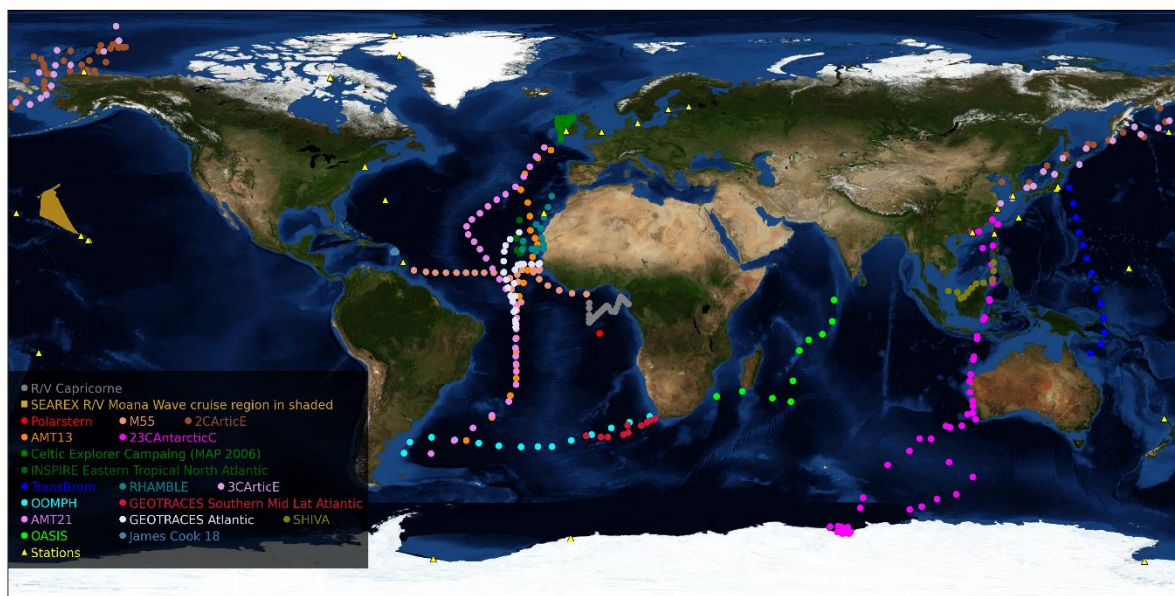 R/V Capricorne
SEAREX R/V Moana Wave cruise region in shaded
Polarstern M55 2CArticE
AMT13 23CAntarcticC
Celtic Explorer Campaing (MAP 2006)
INSPIRE Eastern Tropical North Atlantic
TransBrom RHAMBLE 3CArticE
OOMPH GEOTRACES Southern Mid Lat Atlantic
AMT21 GEOTRACES Atlantic SHIVA
OASIS James Cook 18
Stations